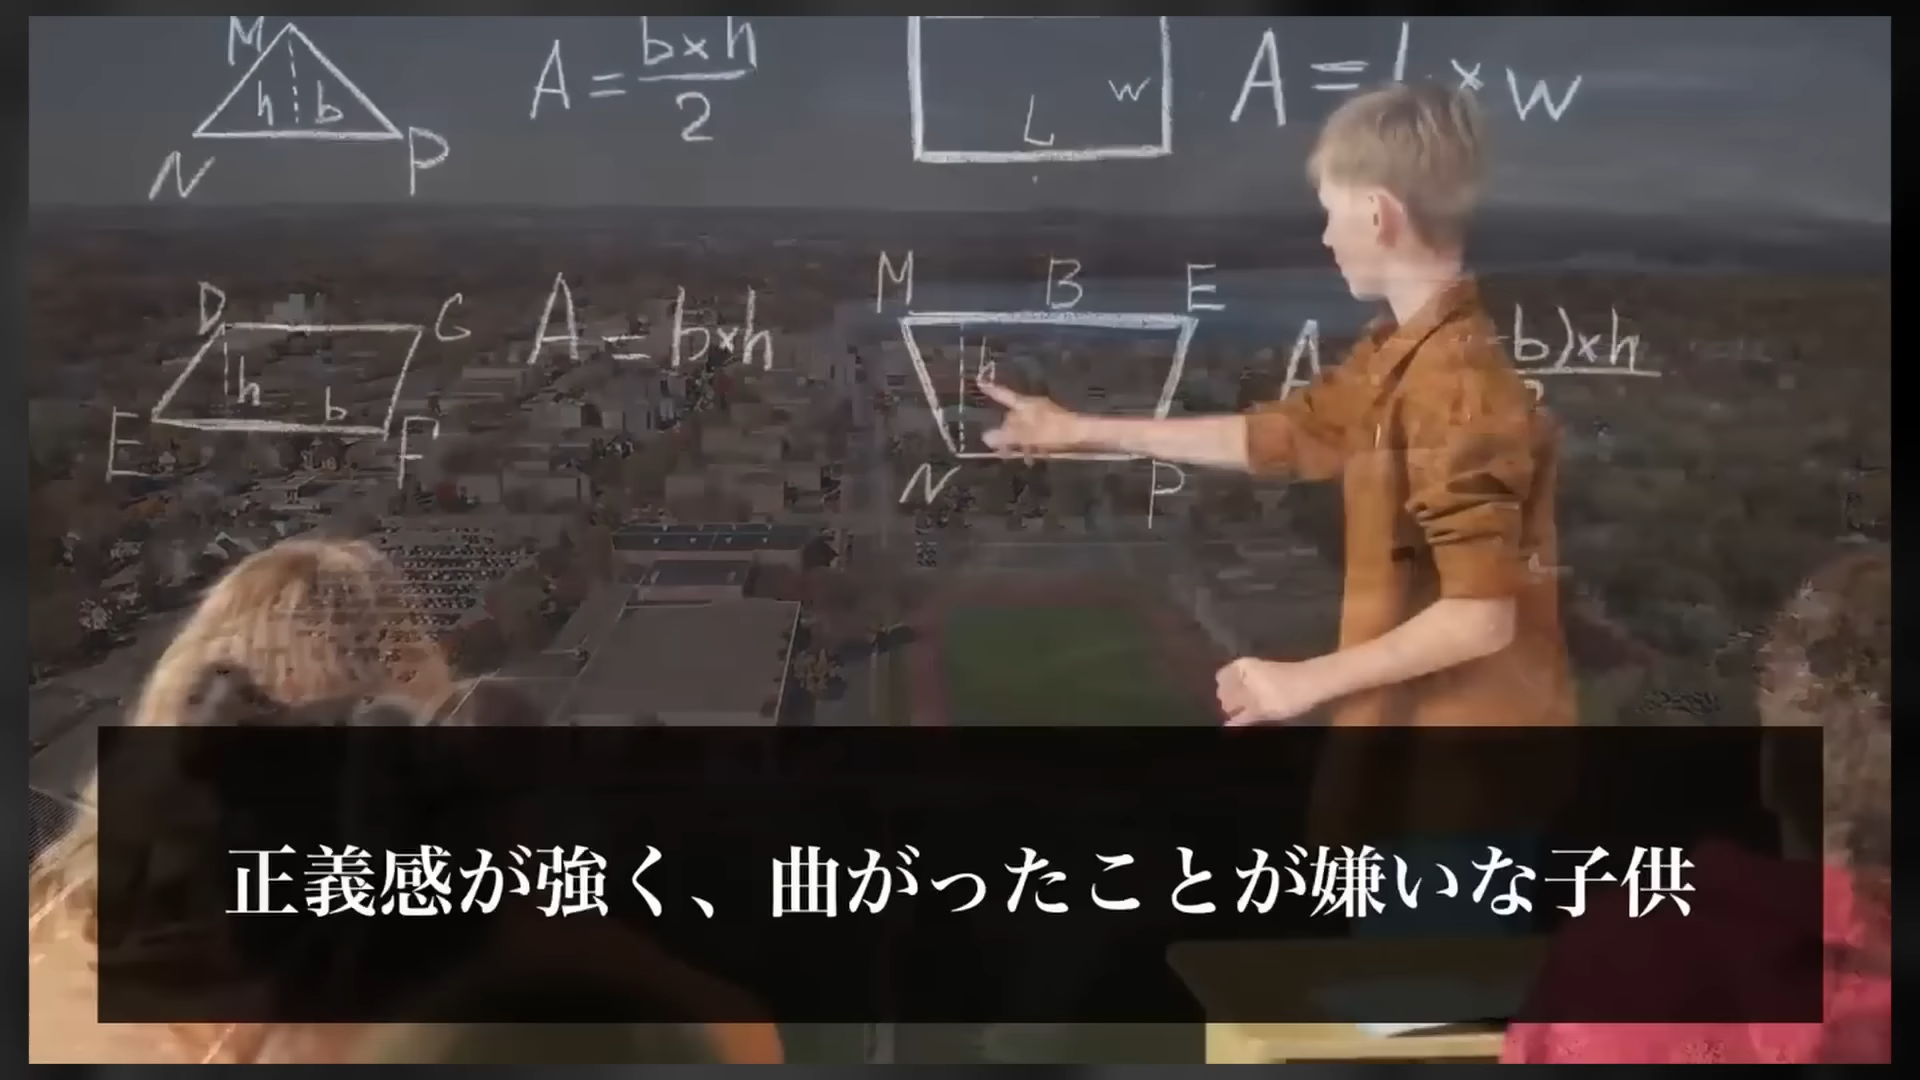 M
h b
N P
A = b×h
2
L W
A = L × W
D G
h b
E F
A = b×h
M B E
h
N P
A b)×h
正義感が強く、曲がったことが嫌いな子供